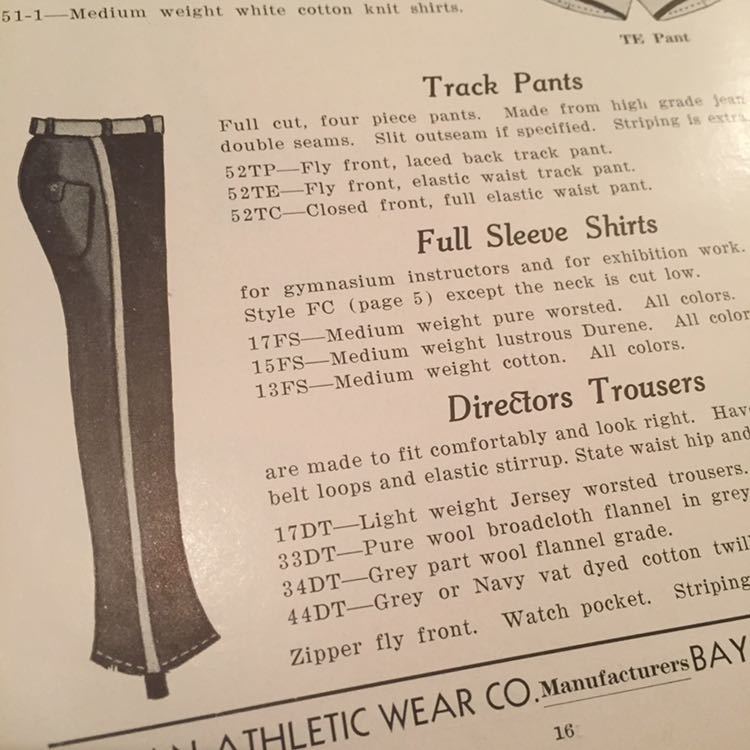 51-1—Medium weight white cotton knit shirts.
TE Pant
Track Pants
Full cut, four piece pants. Made from high grade jean
double seams. Slit outseam if specified. Striping is extra
52TP—Fly front, laced back track pant.
52TE—Fly front, elastic waist track pant.
52TC—Closed front, full elastic waist pant.
Full Sleeve Shirts
for gymnasium instructors and for exhibition work.
Style FC (page 5) except the neck is cut low.
17FS—Medium weight pure worsted. All colors.
15FS—Medium weight lustrous Durene. All color
13FS—Medium weight cotton. All colors.
Directors Trousers
are made to fit comfortably and look right. Hav
belt loops and elastic stirrup. State waist hip and
17DT—Light weight Jersey worsted trousers.
33DT—Pure wool broadcloth flannel in grey
34DT—Grey part wool flannel grade.
44DT—Grey or Navy vat dyed cotton twil
Zipper fly front. Watch pocket. Striping
ATHLETIC WEAR CO. Manufacturers BAY
16